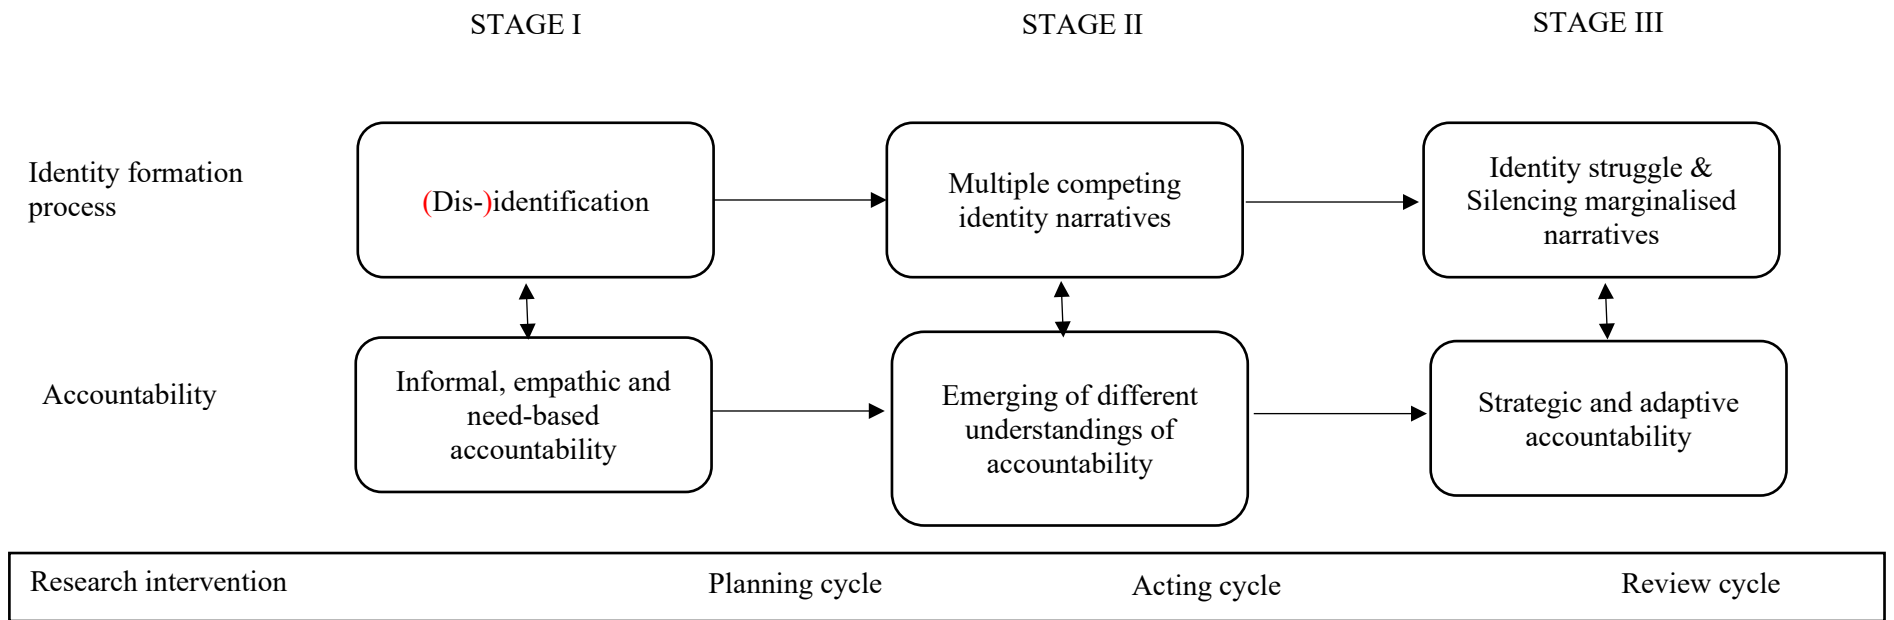 STAGE I
STAGE II
STAGE III
Identity formation
process
(Dis-)identification
Multiple competing
identity narratives
Identity struggle &
Silencing marginalised
narratives
Accountability
Informal, empathic and
need-based
accountability
Emerging of different
understandings of
accountability
Strategic and adaptive
accountability
Research intervention
Planning cycle
Acting cycle
Review cycle